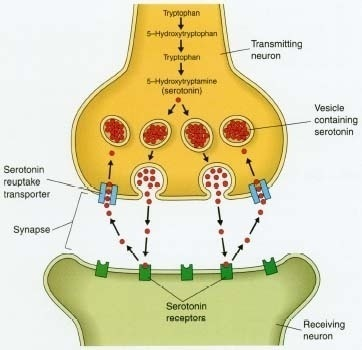 Tryptophan
5-Hydroxytryptophan
Tryptophan
5-Hydroxytryptamine
(serotonin)
Transmitting
neuron
Vesicle
containing
serotonin
Serotonin
reuptake
transporter
Synapse
Serotonin
receptors
Receiving
neuron